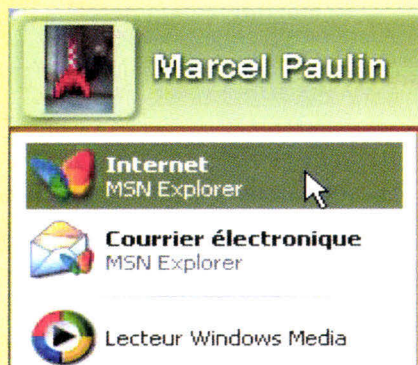 Marcel Paulin
Internet
MSN Explorer
Courrier électronique
MSN Explorer
Lecteur Windows Media